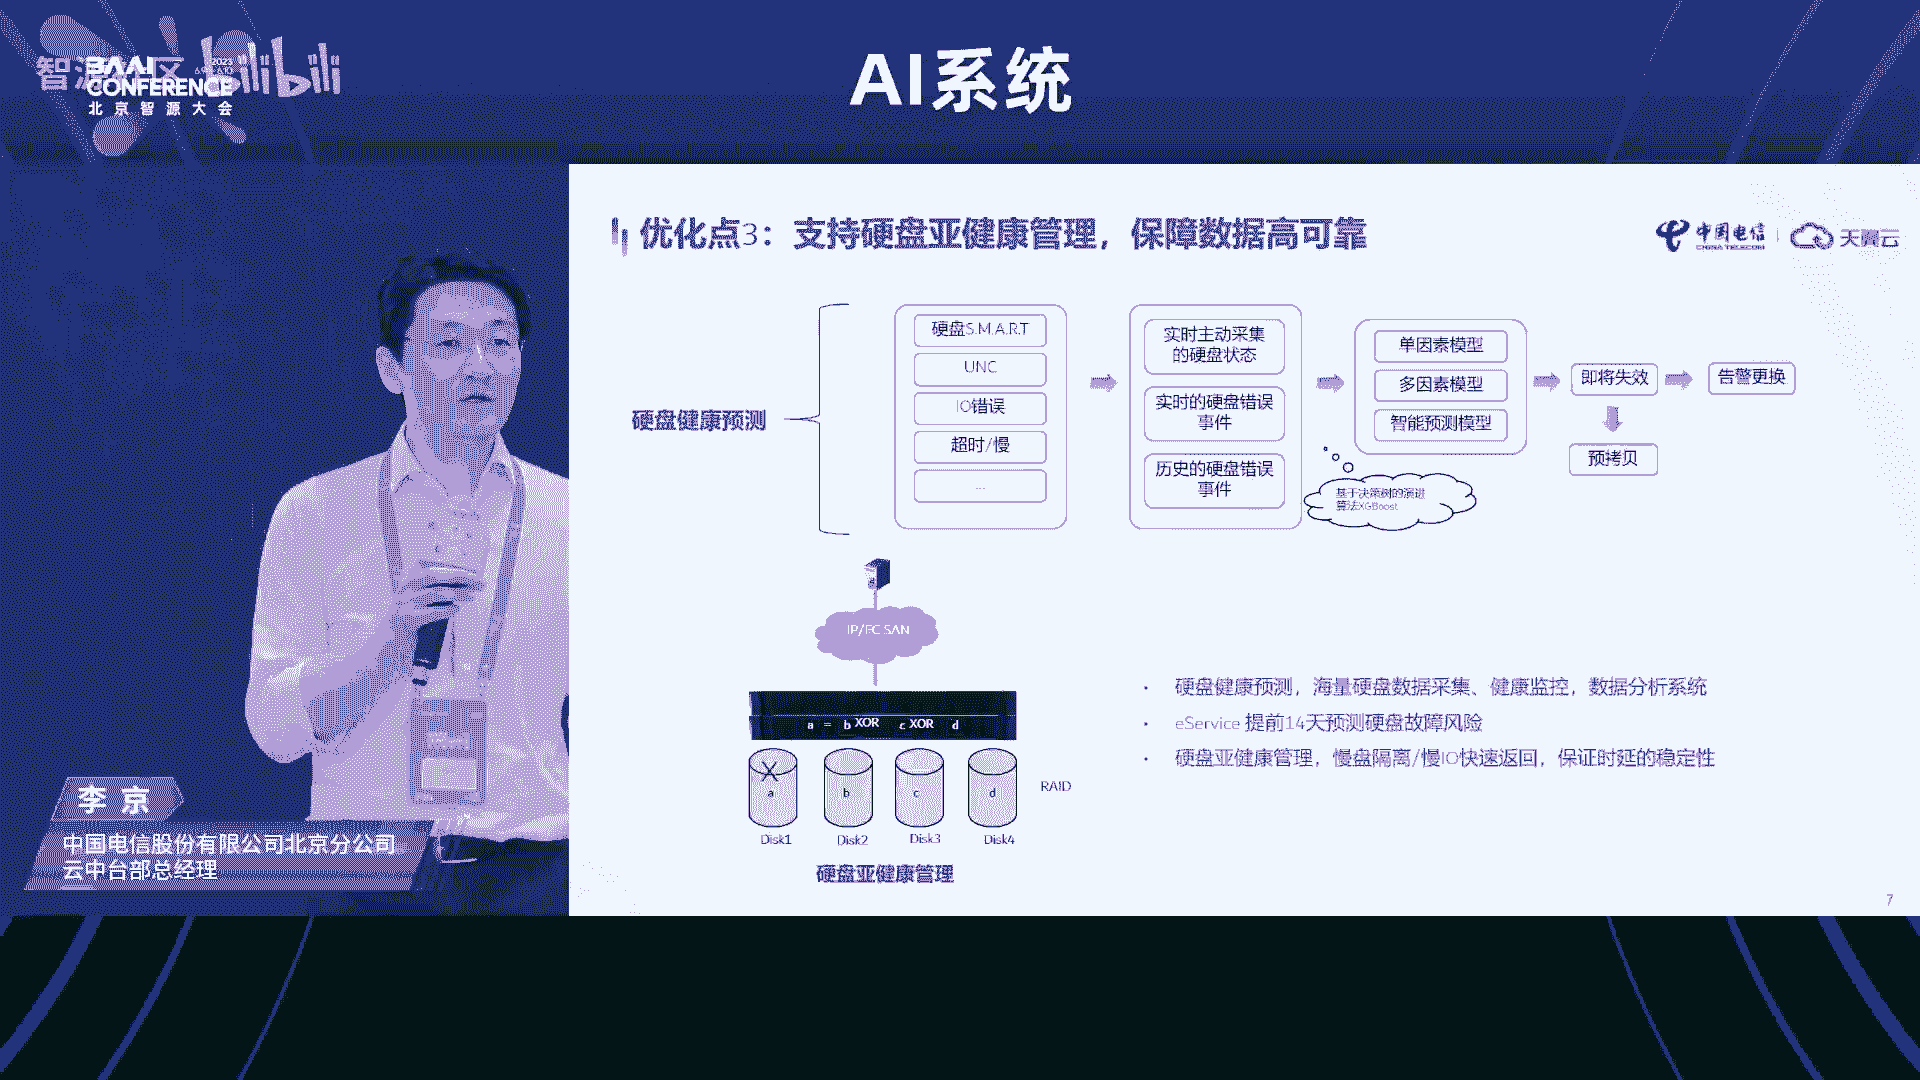 智源社区 bilibili
BAAI 2023
6.9-6.10
CONFERENCE
北京智源大会
AI系统
优化点3：支持硬盘亚健康管理，保障数据高可靠
中国电信
CHINA TELECOM
天翼云
硬盘健康预测
硬盘S.M.A.R.T
UNC
IO错误
超时/慢
...
实时主动采集
的硬盘状态
实时的硬盘错误
事件
历史的硬盘错误
事件
单因素模型
多因素模型
智能预测模型
基于决策树的演进
算法XGBoost
即将失效
告警更换
预拷贝
IP/FC SAN
a = b XOR c XOR d
X
a b c d
RAID
Disk1 Disk2 Disk3 Disk4
硬盘亚健康管理
· 硬盘健康预测，海量硬盘数据采集、健康监控，数据分析系统
· eService 提前14天预测硬盘故障风险
· 硬盘亚健康管理，慢盘隔离/慢IO快速返回，保证时延的稳定性
7
李京
中国电信股份有限公司北京分公司
云中台部总经理